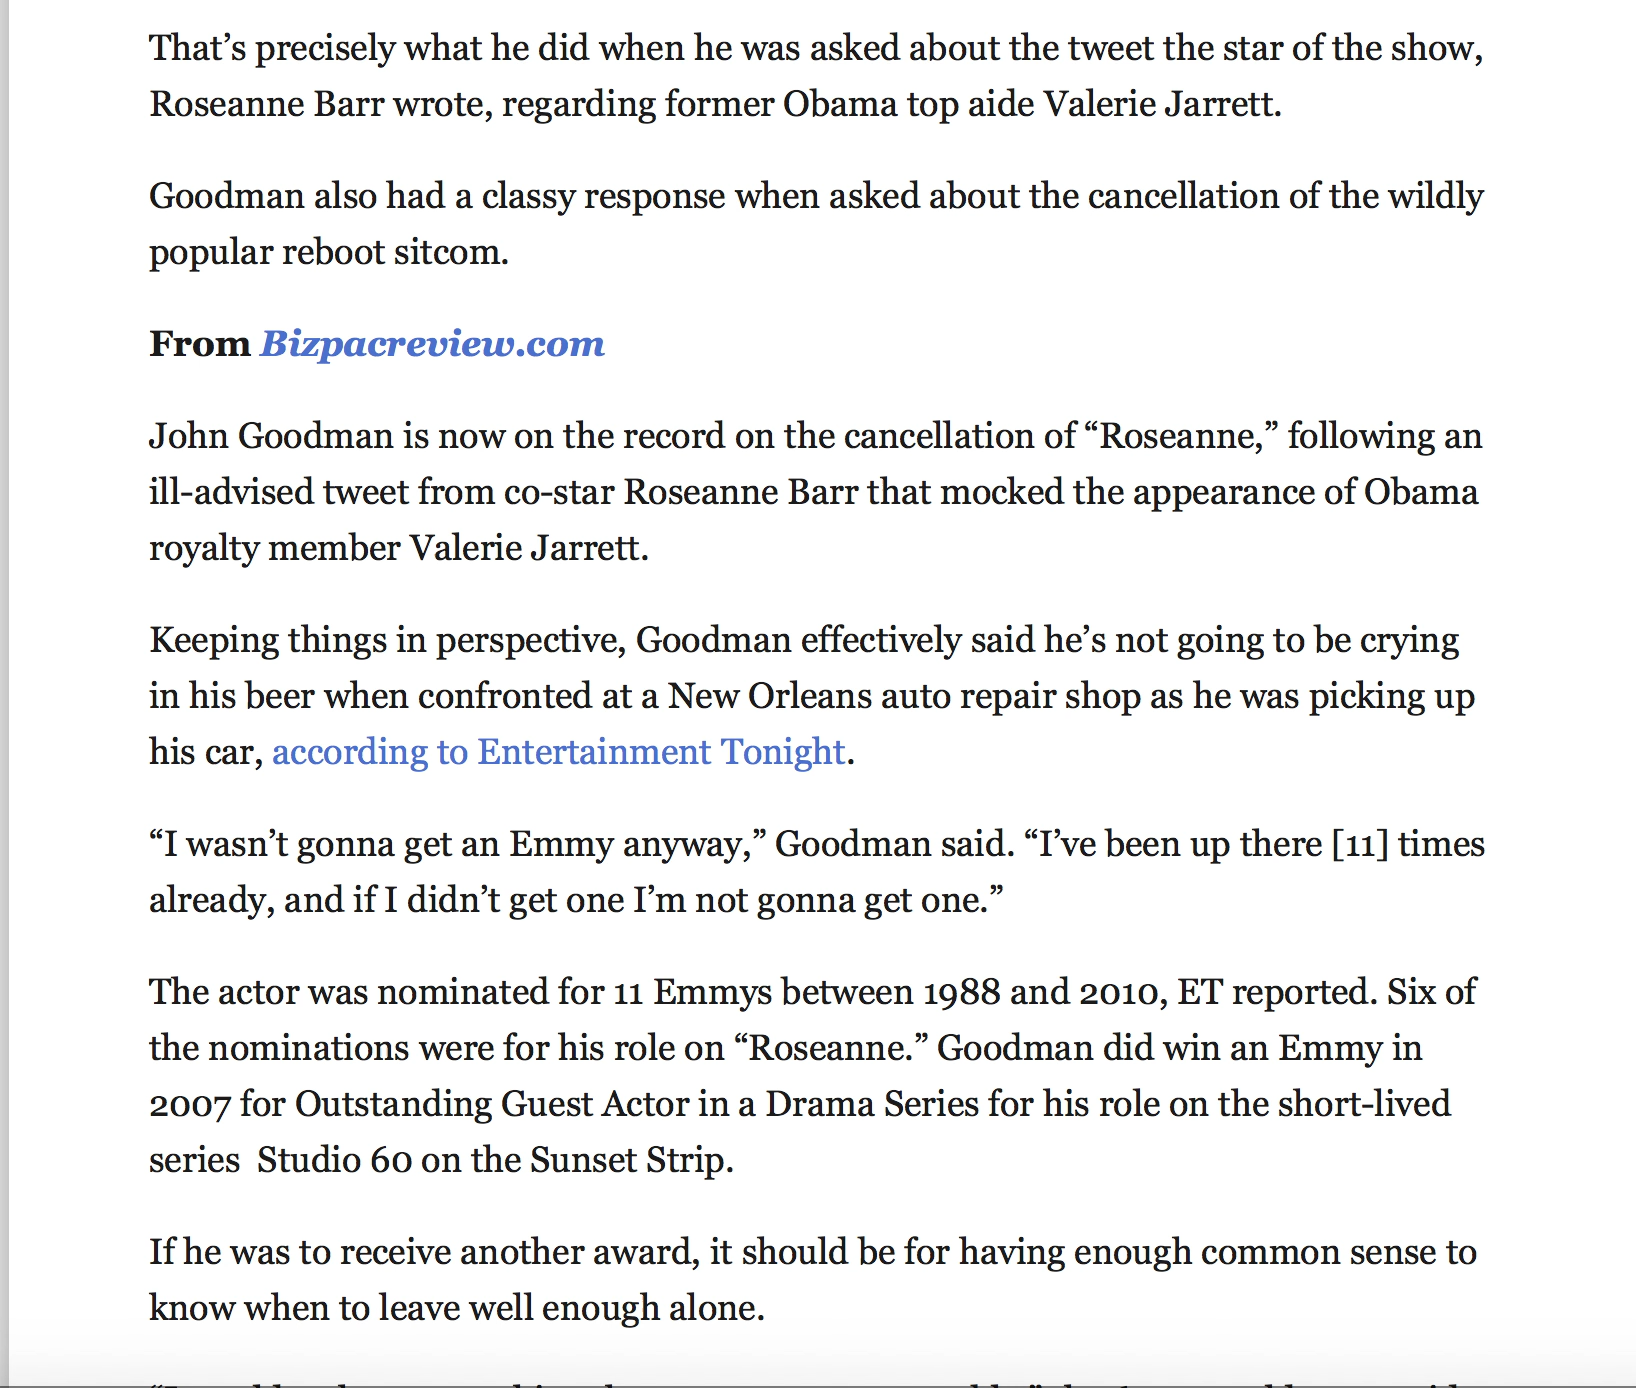 That’s precisely what he did when he was asked about the tweet the star of the show,
Roseanne Barr wrote, regarding former Obama top aide Valerie Jarrett.
Goodman also had a classy response when asked about the cancellation of the wildly
popular reboot sitcom.
From Bizpacreview.com
John Goodman is now on the record on the cancellation of “Roseanne,” following an
ill-advised tweet from co-star Roseanne Barr that mocked the appearance of Obama
royalty member Valerie Jarrett.
Keeping things in perspective, Goodman effectively said he’s not going to be crying
in his beer when confronted at a New Orleans auto repair shop as he was picking up
his car, according to Entertainment Tonight.
“I wasn’t gonna get an Emmy anyway,” Goodman said. “I’ve been up there [11] times
already, and if I didn’t get one I’m not gonna get one.”
The actor was nominated for 11 Emmys between 1988 and 2010, ET reported. Six of
the nominations were for his role on “Roseanne.” Goodman did win an Emmy in
2007 for Outstanding Guest Actor in a Drama Series for his role on the short-lived
series  Studio 60 on the Sunset Strip.
If he was to receive another award, it should be for having enough common sense to
know when to leave well enough alone.